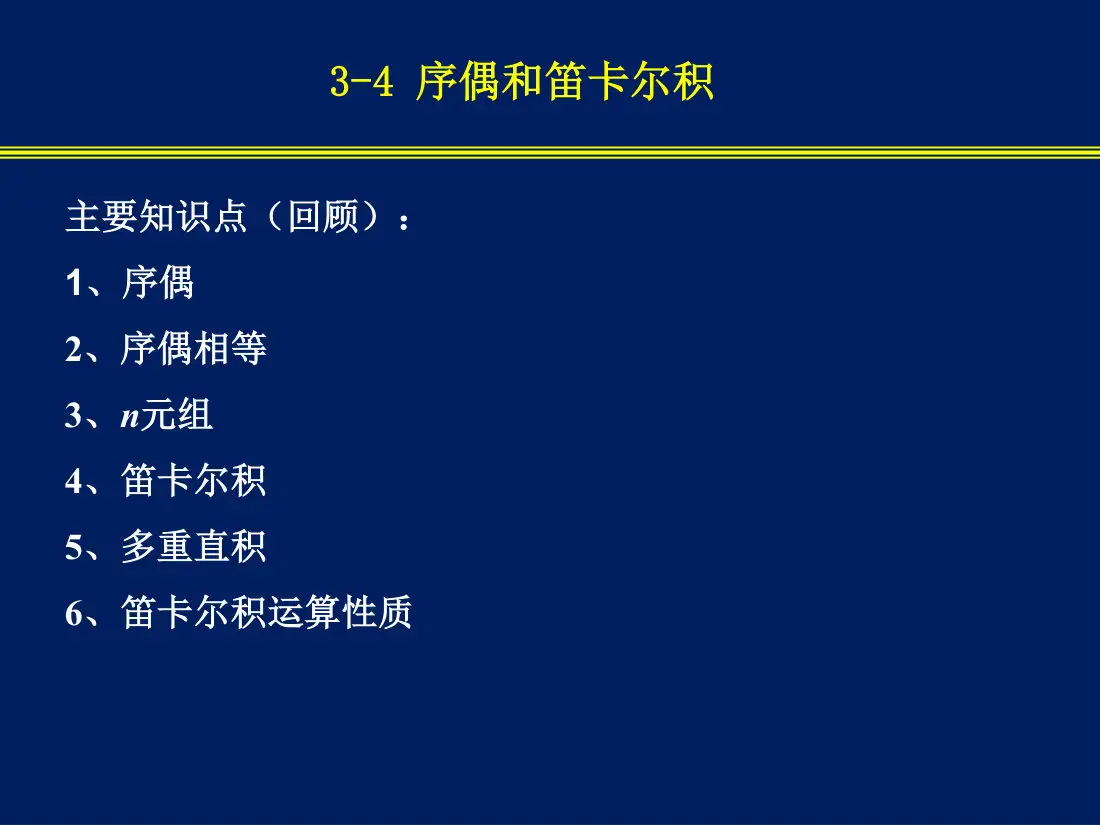 3-4 序偶和笛卡尔积
主要知识点（回顾）：
1、序偶
2、序偶相等
3、n元组
4、笛卡尔积
5、多重直积
6、笛卡尔积运算性质